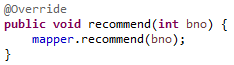 @Override
public void recommend(int bno) {
    mapper.recommend(bno);
}